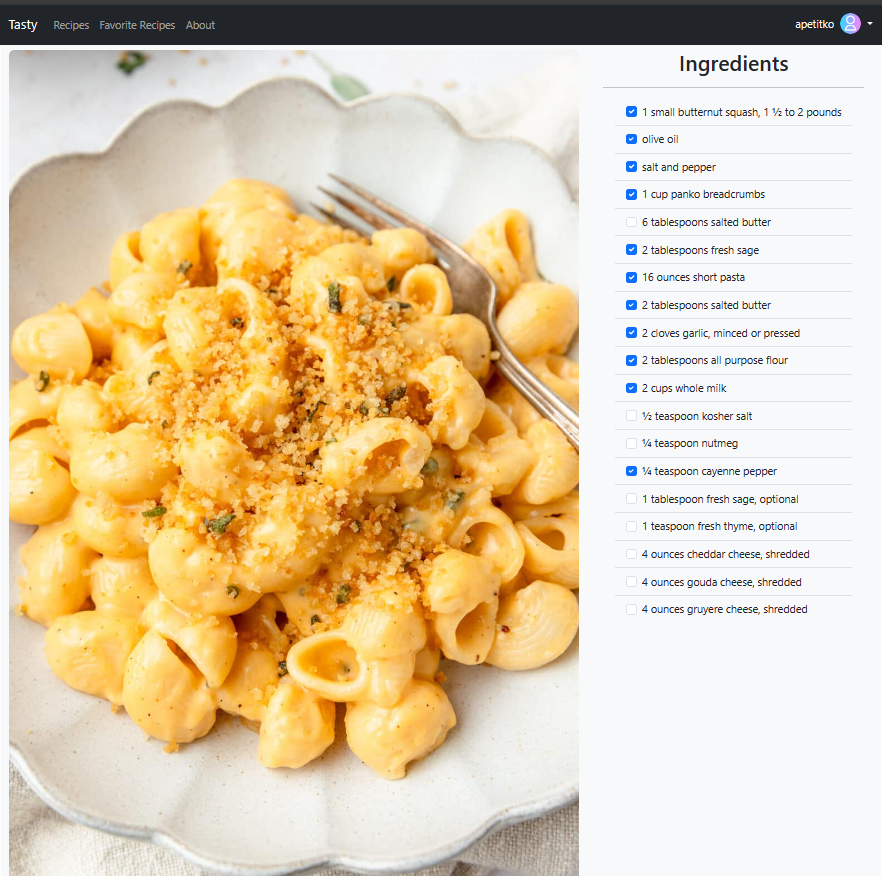 Tasty Recipes Favorite Recipes About apetitko
Ingredients
1 small butternut squash, 1 ½ to 2 pounds
olive oil
salt and pepper
1 cup panko breadcrumbs
6 tablespoons salted butter
2 tablespoons fresh sage
16 ounces short pasta
2 tablespoons salted butter
2 cloves garlic, minced or pressed
2 tablespoons all purpose flour
2 cups whole milk
½ teaspoon kosher salt
¼ teaspoon nutmeg
¼ teaspoon cayenne pepper
1 tablespoon fresh sage, optional
1 teaspoon fresh thyme, optional
4 ounces cheddar cheese, shredded
4 ounces gouda cheese, shredded
4 ounces gruyere cheese, shredded